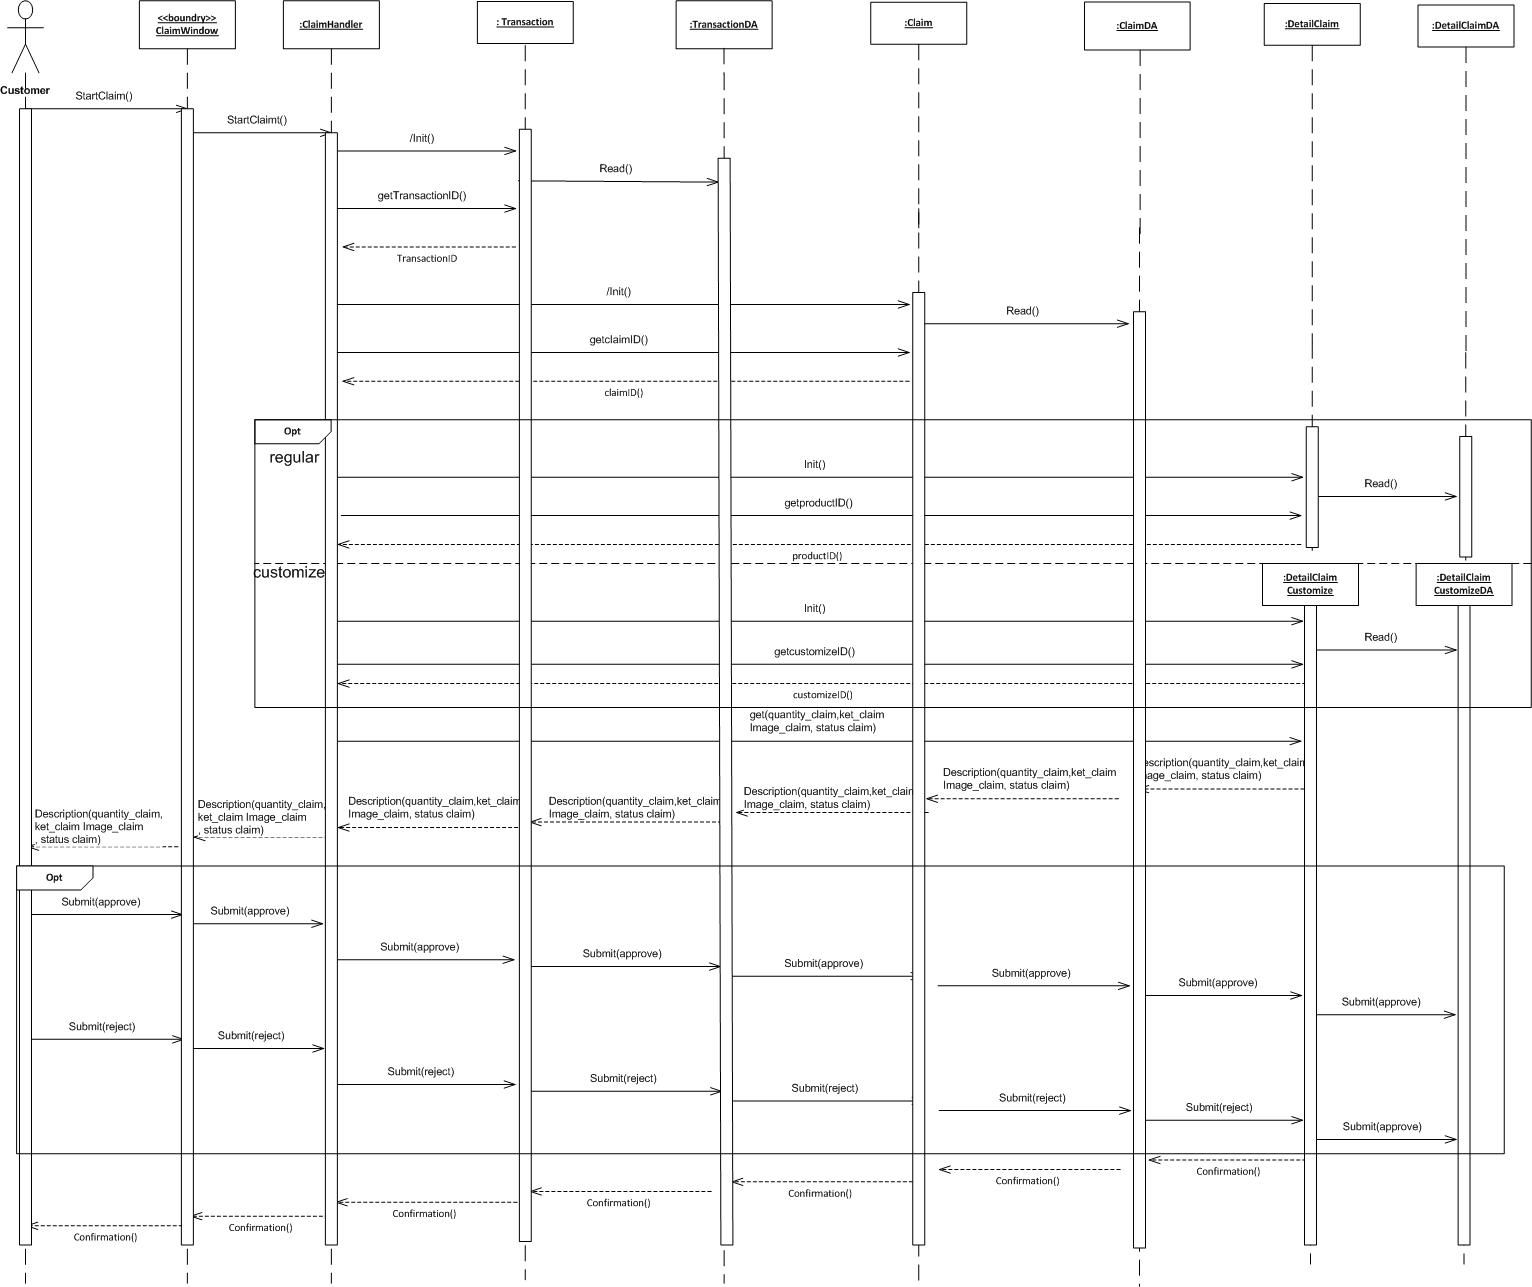 <<boundry>>
ClaimWindow
:ClaimHandler
: Transaction
:TransactionDA
:Claim
:ClaimDA
:DetailClaim
:DetailClaimDA
Customer
StartClaim()
StartClaimt()
/Init()
Read()
getTransactionID()
TransactionID
/Init()
Read()
getclaimID()
claimID()
Opt
regular
Init()
Read()
getproductID()
productID()
customize
:DetailClaim
Customize
:DetailClaim
CustomizeDA
Init()
Read()
getcustomizeID()
customizeID()
get(quantity_claim,ket_claim
Image_claim, status claim)
escription(quantity_claim,ket_claim
nage_claim, status claim)
Description(quantity_claim,ket_claim
Image_claim, status claim)
Description(quantity_claim,ket_claim
Image_claim, status claim)
Description(quantity_claim,ket_claim
Image_claim, status claim)
Description(quantity_claim,ket_claim
Image_claim, status claim)
Description(quantity_claim,
ket_claim Image_claim
, status claim)
Description(quantity_claim,
ket_claim Image_claim
, status claim)
Opt
Submit(approve)
Submit(approve)
Submit(approve)
Submit(approve)
Submit(approve)
Submit(approve)
Submit(approve)
Submit(approve)
Submit(reject)
Submit(reject)
Submit(reject)
Submit(reject)
Submit(reject)
Submit(reject)
Submit(reject)
Submit(approve)
Confirmation()
Confirmation()
Confirmation()
Confirmation()
Confirmation()
Confirmation()
Confirmation()